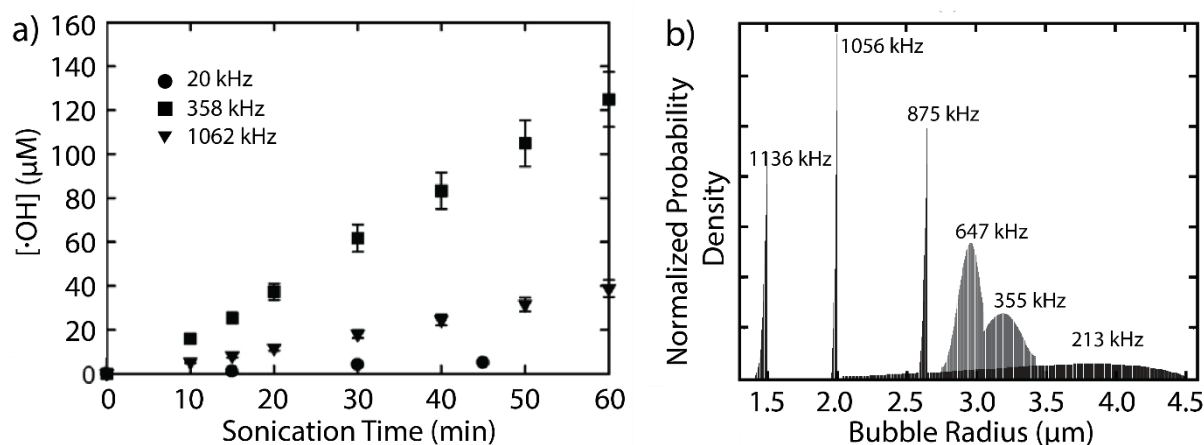 a)
[·OH] (µM)
160
140
120
100
80
60
40
20
0
20 kHz
358 kHz
1062 kHz
0 10 20 30 40 50 60
Sonication Time (min)
b)
Normalized Probability
Density
1056 kHz
875 kHz
1136 kHz
647 kHz
355 kHz
213 kHz
1.5 2.0 2.5 3.0 3.5 4.0 4.5
Bubble Radius (µm)